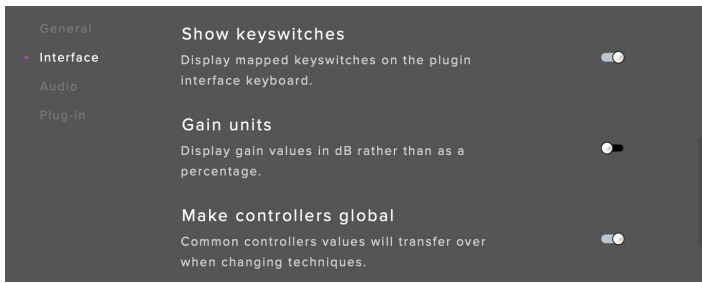 General
Interface
Audio
Plug-in
Show keyswitches
Display mapped keyswitches on the plugin
interface keyboard.
Gain units
Display gain values in dB rather than as a
percentage.
Make controllers global
Common controllers values will transfer over
when changing techniques.